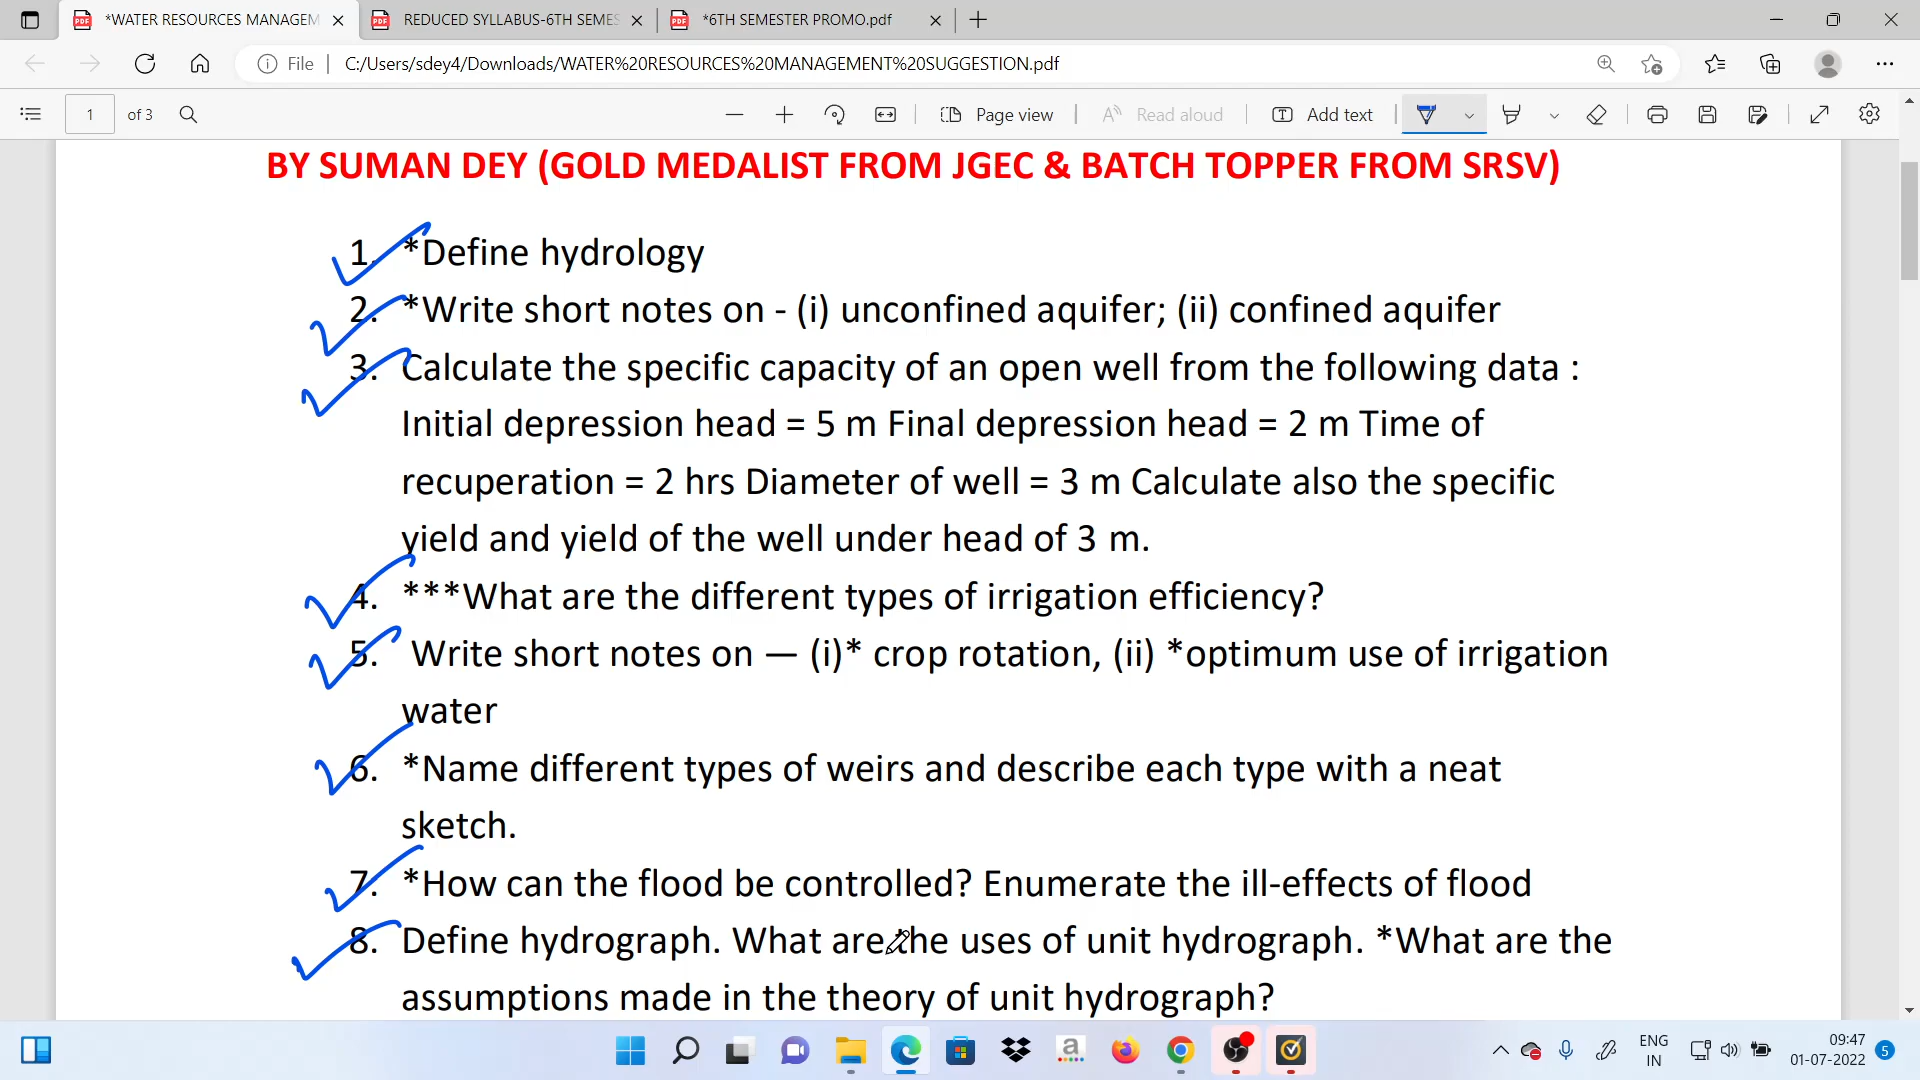 *WATER RESOURCES MANAGEM
REDUCED SYLLABUS-6TH SEMES
*6TH SEMESTER PROMO.pdf
File
C:/Users/sdey4/Downloads/WATER%20RESOURCES%20MANAGEMENT%20SUGGESTION.pdf
1 of 3
Page view
Read aloud
Add text
BY SUMAN DEY (GOLD MEDALIST FROM JGEC & BATCH TOPPER FROM SRSV)
1. *Define hydrology
2. *Write short notes on - (i) unconfined aquifer; (ii) confined aquifer
3. Calculate the specific capacity of an open well from the following data :
Initial depression head = 5 m Final depression head = 2 m Time of
recuperation = 2 hrs Diameter of well = 3 m Calculate also the specific
yield and yield of the well under head of 3 m.
4. ***What are the different types of irrigation efficiency?
5. Write short notes on — (i)* crop rotation, (ii) *optimum use of irrigation
water
6. *Name different types of weirs and describe each type with a neat
sketch.
7. *How can the flood be controlled? Enumerate the ill-effects of flood
8. Define hydrograph. What are the uses of unit hydrograph. *What are the
assumptions made in the theory of unit hydrograph?
ENG
IN
09:47
01-07-2022
5